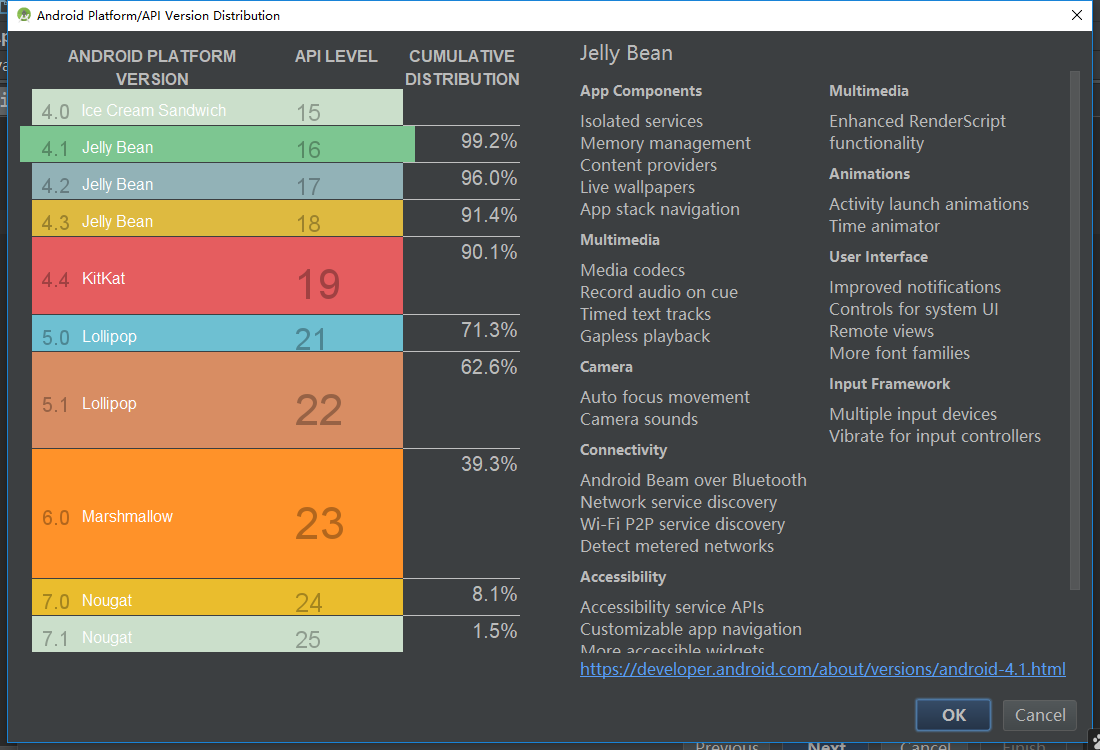 Android Platform/API Version Distribution
ANDROID PLATFORM
VERSION
API LEVEL
CUMULATIVE
DISTRIBUTION
4.0 Ice Cream Sandwich 15
4.1 Jelly Bean 16
99.2%
4.2 Jelly Bean 17
96.0%
4.3 Jelly Bean 18
91.4%
4.4 KitKat 19
90.1%
5.0 Lollipop 21
71.3%
5.1 Lollipop 22
62.6%
6.0 Marshmallow 23
39.3%
7.0 Nougat 24
8.1%
7.1 Nougat 25
1.5%
Jelly Bean
App Components
Isolated services
Memory management
Content providers
Live wallpapers
App stack navigation
Multimedia
Media codecs
Record audio on cue
Timed text tracks
Gapless playback
Camera
Auto focus movement
Camera sounds
Connectivity
Android Beam over Bluetooth
Network service discovery
Wi-Fi P2P service discovery
Detect metered networks
Accessibility
Accessibility service APIs
Customizable app navigation
More accessible widgets
Multimedia
Enhanced RenderScript
functionality
Animations
Activity launch animations
Time animator
User Interface
Improved notifications
Controls for system UI
Remote views
More font families
Input Framework
Multiple input devices
Vibrate for input controllers
https://developer.android.com/about/versions/android-4.1.html
OK
Cancel
Previous
Next
Cancel
Finish